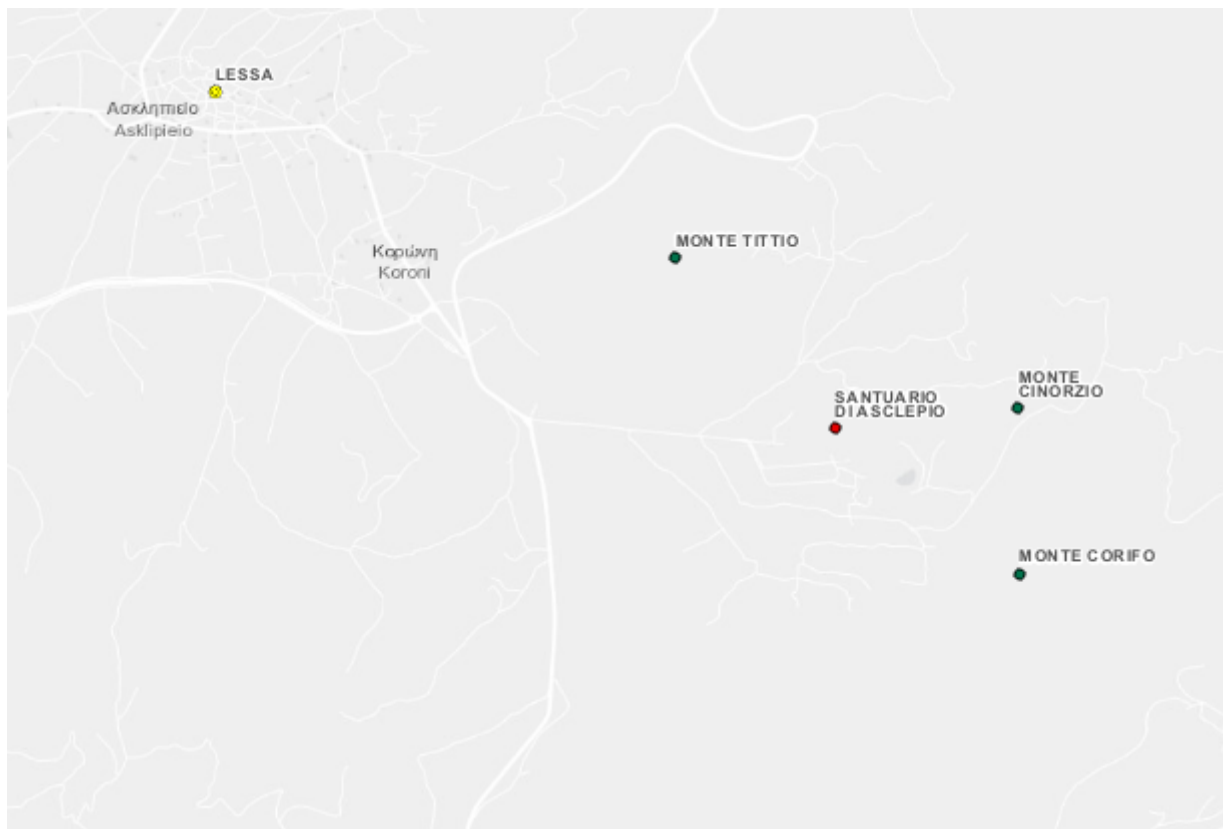 LESSA
Ασκληπιείο
Asklipieio
MONTE TITTIO
Κορώνη
Koroni
MONTE
CINORZIO
SANTUARIO
DI ASCLEPIO
MONTE CORIFO